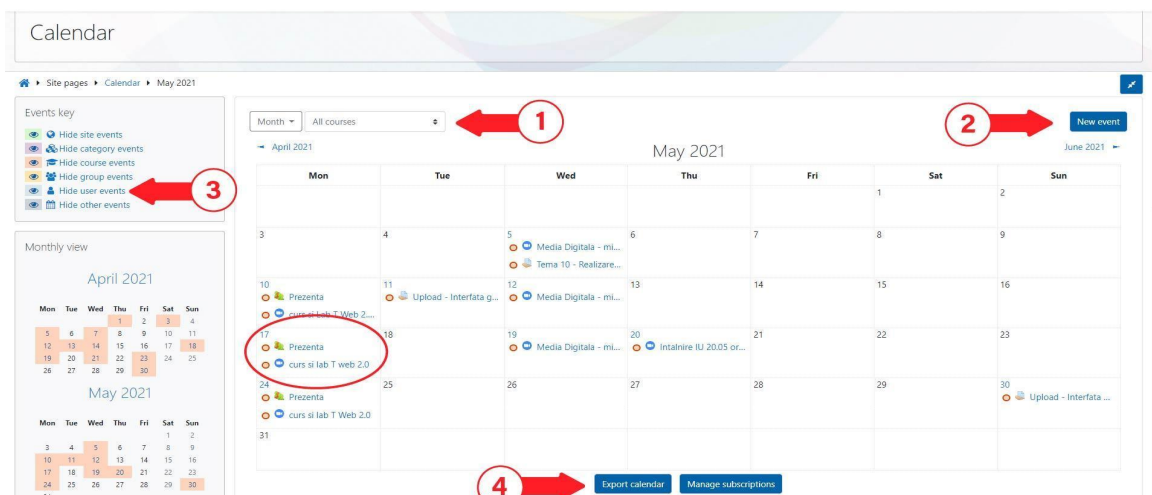 Calendar
Site pages ▸ Calendar ▸ May 2021
Events key
Hide site events
Hide category events
Hide course events
Hide group events
Hide user events
Hide other events
3
Monthly view
April 2021
Mon Tue Wed Thu Fri Sat Sun
1 2 3 4
5 6 7 8 9 10 11
12 13 14 15 16 17 18
19 20 21 22 23 24 25
26 27 28 29 30
May 2021
Mon Tue Wed Thu Fri Sat Sun
1 2
3 4 5 6 7 8 9
10 11 12 13 14 15 16
17 18 19 20 21 22 23
24 25 26 27 28 29 30
Month All courses
1
2
New event
April 2021
May 2021
June 2021
Mon Tue Wed Thu Fri Sat Sun
1 2
3 4 5 6 7 8 9
Media Digitala - mi...
Tema 10 - Realizare...
10 11 12 13 14 15 16
Prezenta Upload - Interfata g... Media Digitala - mi...
curs si Lab T Web 2....
17 18 19 20 21 22 23
Prezenta Media Digitala - mi... Intalnire IU 20.05 or...
curs si lab T web 2.0
24 25 26 27 28 29 30
Prezenta Upload - Interfata ...
curs si lab T Web 2.0
31
4
Export calendar Manage subscriptions